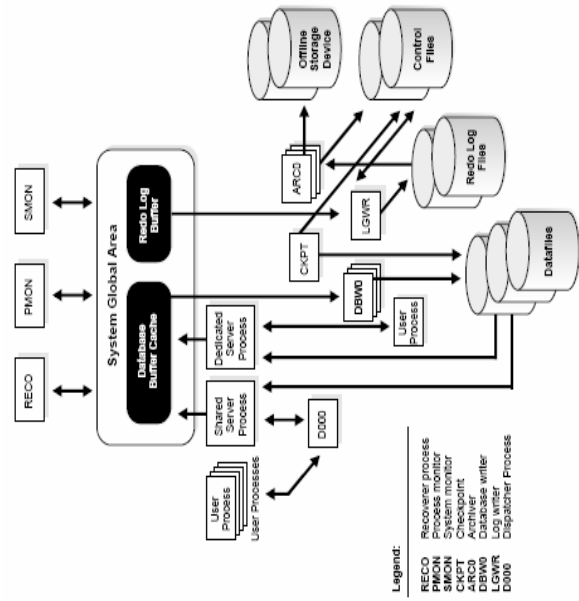 RECO
PMON
SMON
System Global Area
Database
Buffer Cache
Redo Log
Buffer
Shared
Server
Process
Dedicated
Server
Process
User
Process
User Processes
D000
User
Process
DBW0
CKPT
LGWR
ARC0
Offline
Storage
Device
Control
Files
Redo Log
Files
Datafiles
Legend:
RECO Recoverer process
PMON Process monitor
SMON System monitor
CKPT Checkpoint
ARC0 Archiver
DBW0 Database writer
LGWR Log writer
D000 Dispatcher Process